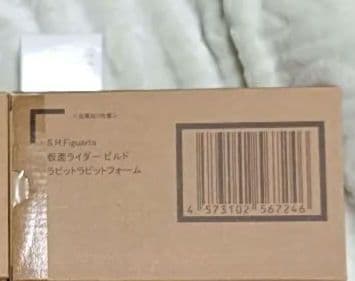 S.H.Figuarts
仮面ライダー ビルド
ラビットラビットフォーム
4 573102 567246